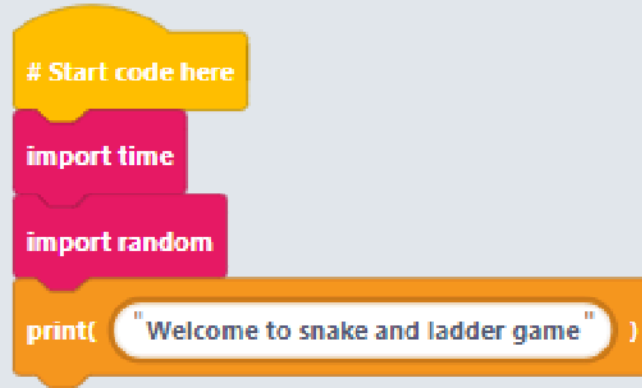 # Start code here
import time
import random
print( "Welcome to snake and ladder game" )